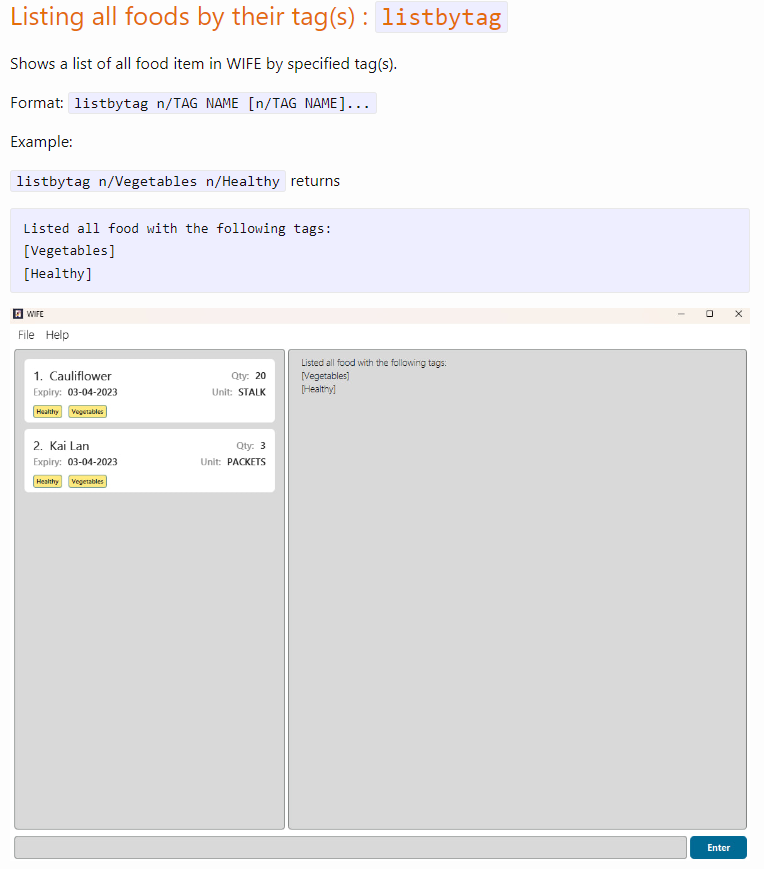 Listing all foods by their tag(s) : listbytag
Shows a list of all food item in WIFE by specified tag(s).
Format: listbytag n/TAG NAME [n/TAG NAME]...
Example:
listbytag n/Vegetables n/Healthy returns
Listed all food with the following tags:
[Vegetables]
[Healthy]
WIFE
File Help
1. Cauliflower Qty: 20
Expiry: 03-04-2023 Unit: STALK
Healthy Vegetables
2. Kai Lan Qty: 3
Expiry: 03-04-2023 Unit: PACKETS
Healthy Vegetables
Listed all food with the following tags:
[Vegetables]
[Healthy]
Enter